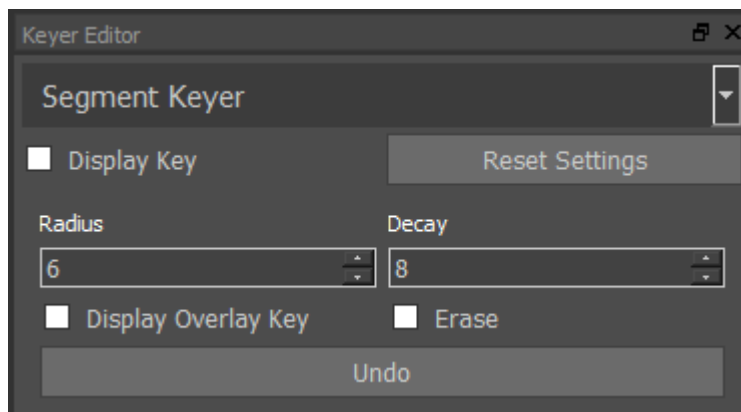 Keyer Editor
Segment Keyer
Display Key
Reset Settings
Radius
Decay
6
8
Display Overlay Key
Erase
Undo